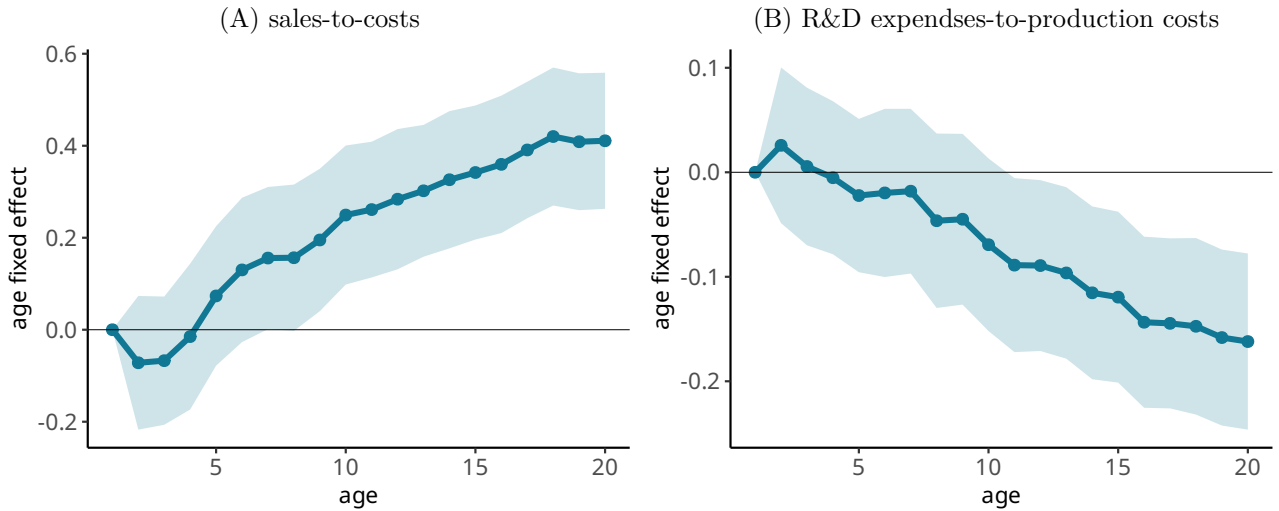 (A) sales-to-costs
age fixed effect
0.6
0.4
0.2
0.0
-0.2
5 10 15 20
age
(B) R&D expendses-to-production costs
age fixed effect
0.1
0.0
-0.1
-0.2
5 10 15 20
age